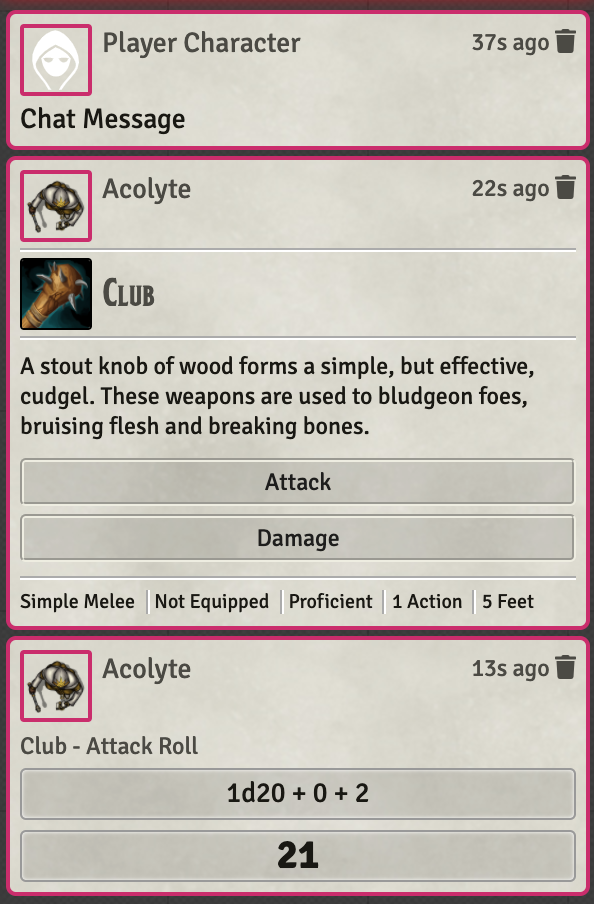 Player Character 37s ago
Chat Message
Acolyte 22s ago
Club
A stout knob of wood forms a simple, but effective,
cudgel. These weapons are used to bludgeon foes,
bruising flesh and breaking bones.
Attack
Damage
Simple Melee Not Equipped Proficient 1 Action 5 Feet
Acolyte 13s ago
Club - Attack Roll
1d20 + 0 + 2
21